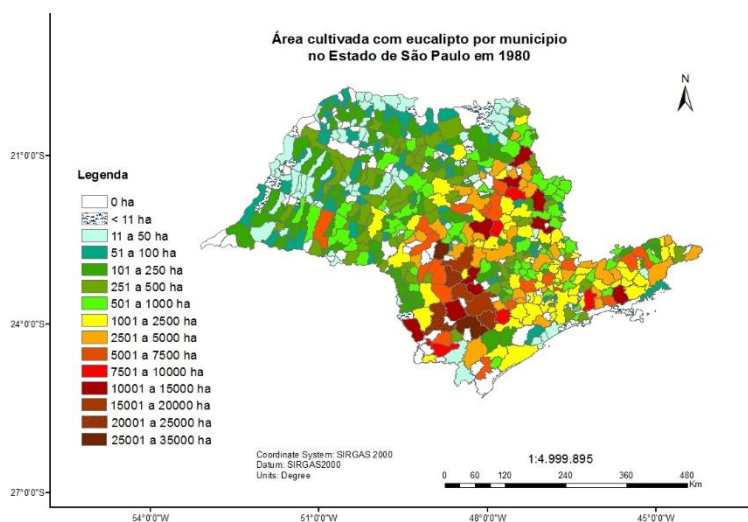 Área cultivada com eucalipto por município
no Estado de São Paulo em 1980
N
21°0'0"S
24°0'0"S
27°0'0"S
Legenda
0 ha
< 11 ha
11 a 50 ha
51 a 100 ha
101 a 250 ha
251 a 500 ha
501 a 1000 ha
1001 a 2500 ha
2501 a 5000 ha
5001 a 7500 ha
7501 a 10000 ha
10001 a 15000 ha
15001 a 20000 ha
20001 a 25000 ha
25001 a 35000 ha
Coordinate System: SIRGAS 2000
Datum: SIRGAS2000
Units: Degree
1:4.999.895
0 60 120 240 360 480
Km
54°0'0"W 51°0'0"W 48°0'0"W 45°0'0"W